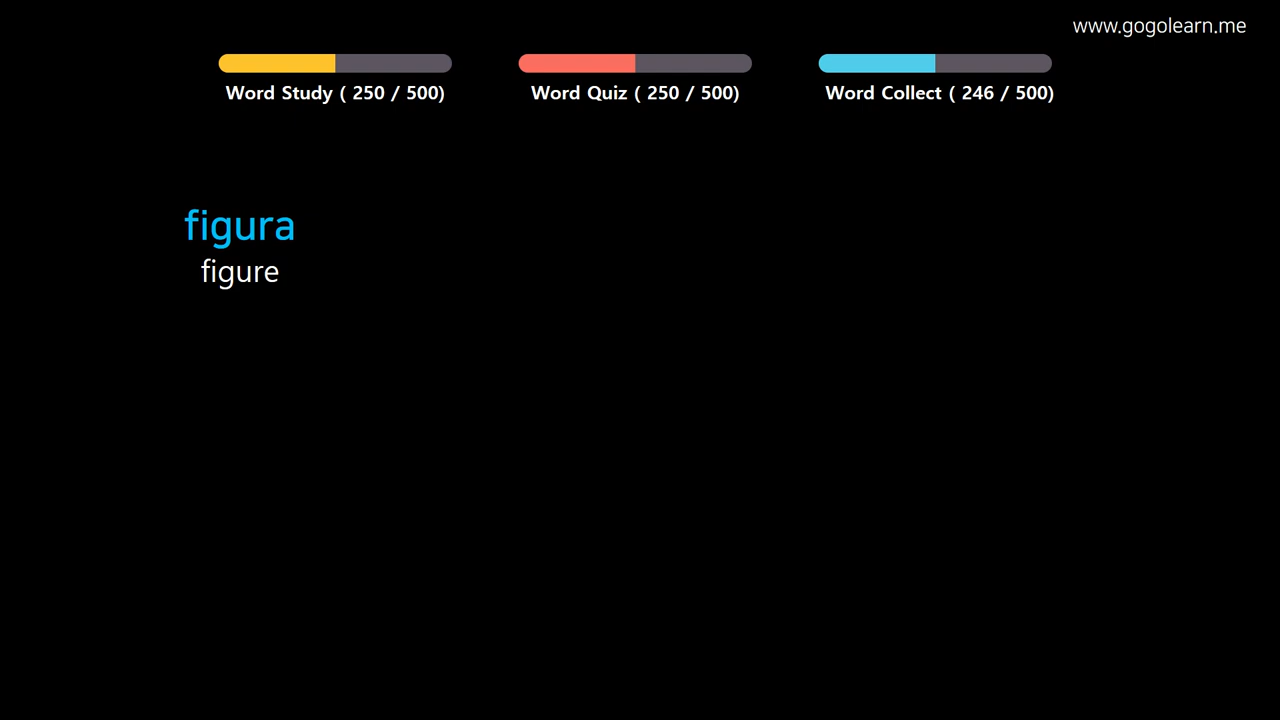 www.gogolearn.me
Word Study ( 250 / 500)
Word Quiz ( 250 / 500)
Word Collect ( 246 / 500)
figura
figure